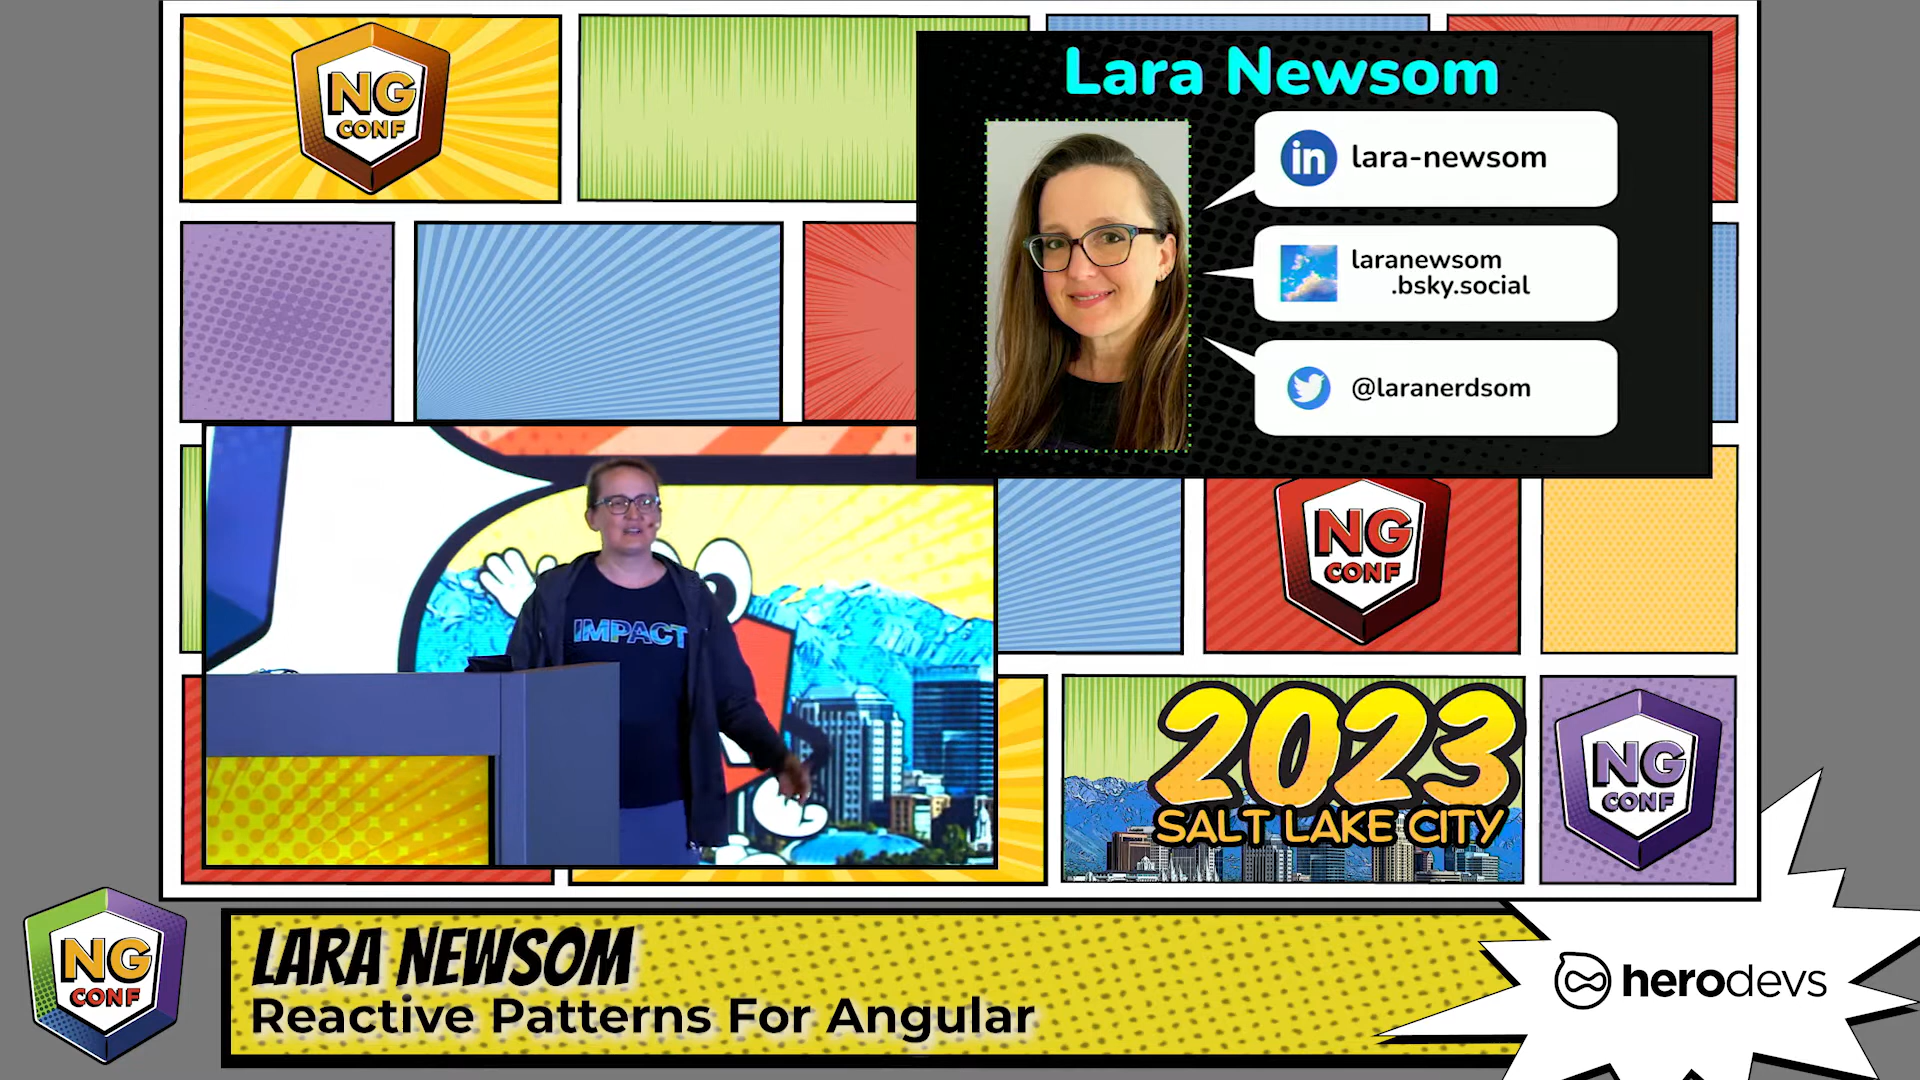 NG
CONF
Lara Newsom
in lara-newsom
laranewsom
.bsky.social
@laranerdsom
IMPACT
NG
CONF
2023
SALT LAKE CITY
NG
CONF
NG
CONF
LARA NEWSOM
Reactive Patterns For Angular
herodevs